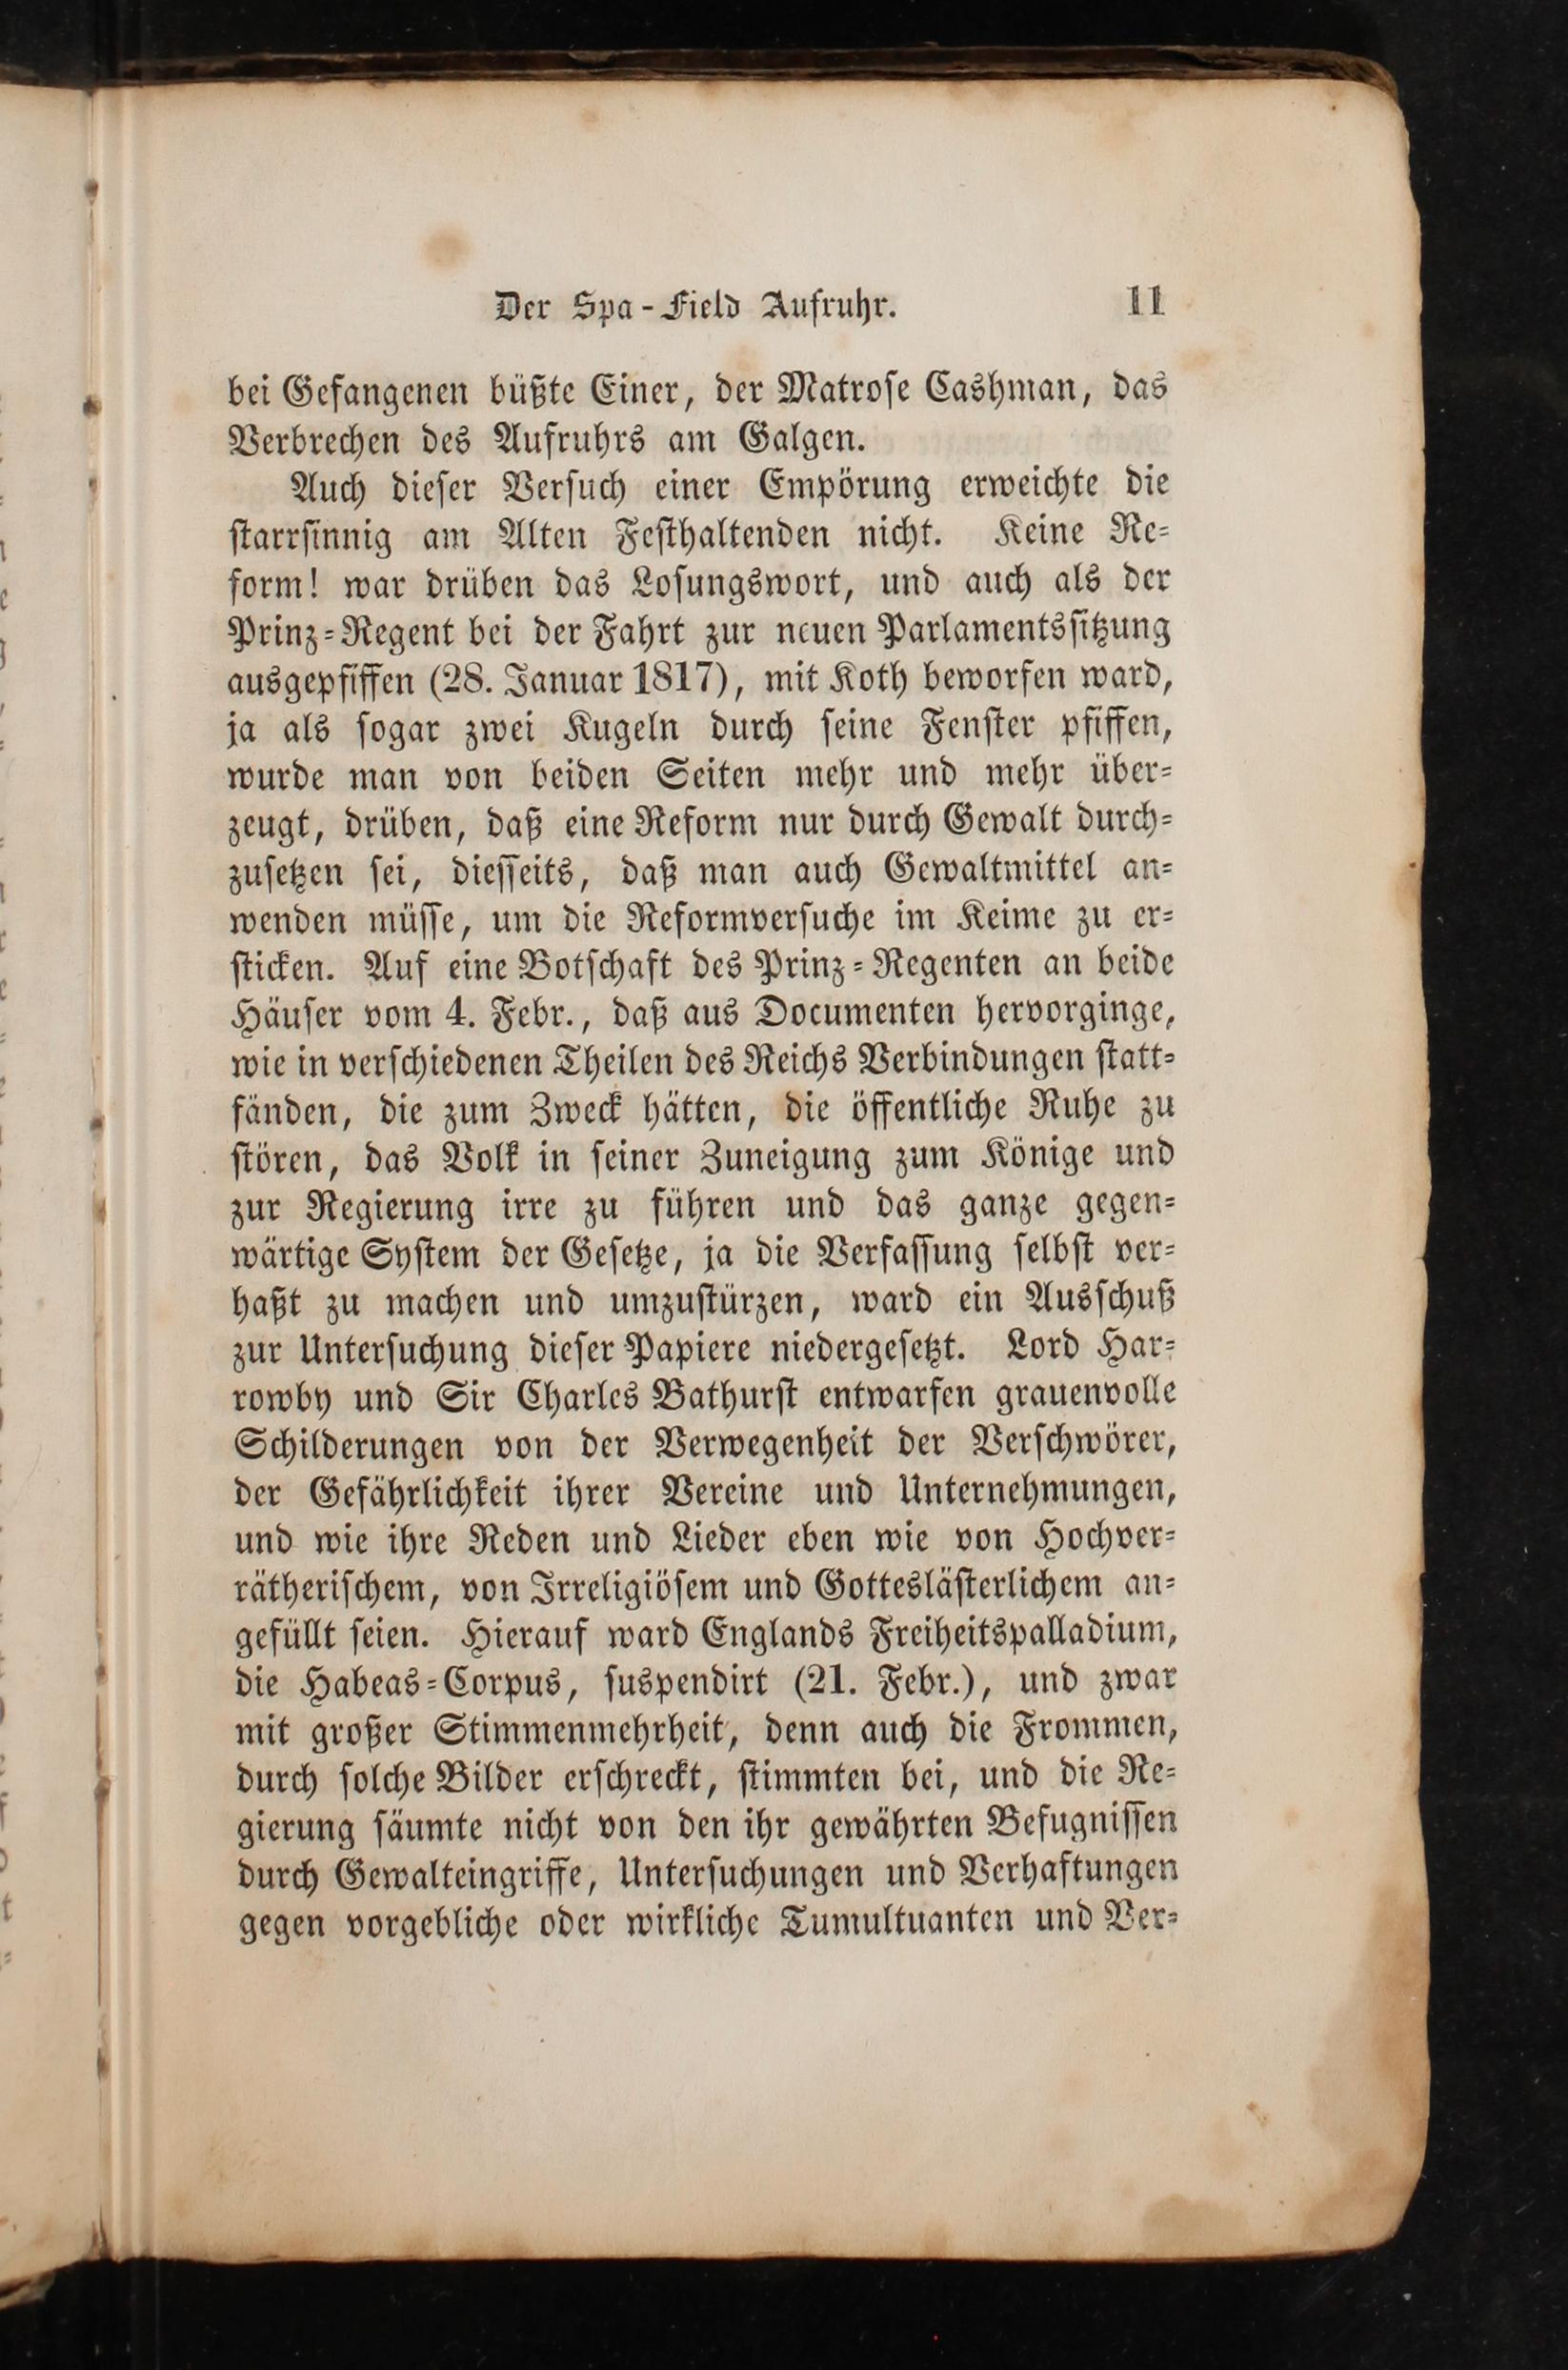 Der Spa-Field Aufruhr. 11
bei Gefangenen büßte Einer, der Matroſe Cashman, das
Verbrechen des Aufruhrs am Galgen.
Auch dieſer Verſuch einer Empörung erweichte die
ſtarrſinnig am Alten Feſthaltenden nicht. Keine Re-
form! war drüben das Loſungswort, und auch als der
Prinz-Regent bei der Fahrt zur neuen Parlamentsſitzung
ausgepfiffen (28. Januar 1817), mit Koth beworfen ward,
ja als ſogar zwei Kugeln durch ſeine Fenſter pfiffen,
wurde man von beiden Seiten mehr und mehr über-
zeugt, drüben, daß eine Reform nur durch Gewalt durch-
zuſetzen ſei, dieſſeits, daß man auch Gewaltmittel an-
wenden müſſe, um die Reformverſuche im Keime zu er-
ſticken. Auf eine Botſchaft des Prinz-Regenten an beide
Häuſer vom 4. Febr., daß aus Documenten hervorginge,
wie in verſchiedenen Theilen des Reichs Verbindungen ſtatt-
fänden, die zum Zweck hätten, die öffentliche Ruhe zu
ſtören, das Volk in ſeiner Zuneigung zum Könige und
zur Regierung irre zu führen und das ganze gegen-
wärtige Syſtem der Geſetze, ja die Verfaſſung ſelbſt ver-
haßt zu machen und umzuſtürzen, ward ein Ausſchuß
zur Unterſuchung dieſer Papiere niedergeſetzt. Lord Har-
rowby und Sir Charles Bathurſt entwarfen grauenvolle
Schilderungen von der Verwegenheit der Verſchwörer,
der Gefährlichkeit ihrer Vereine und Unternehmungen,
und wie ihre Reden und Lieder eben wie von Hochver-
rätheriſchem, von Irreligiöſem und Gottesläſterlichem an-
gefüllt ſeien. Hierauf ward Englands Freiheitspalladium,
die Habeas-Corpus, ſuspendirt (21. Febr.), und zwar
mit großer Stimmenmehrheit, denn auch die Frommen,
durch ſolche Bilder erſchreckt, ſtimmten bei, und die Re-
gierung ſäumte nicht von den ihr gewährten Befugniſſen
durch Gewalteingriffe, Unterſuchungen und Verhaftungen
gegen vorgebliche oder wirkliche Tumultuanten und Ver-